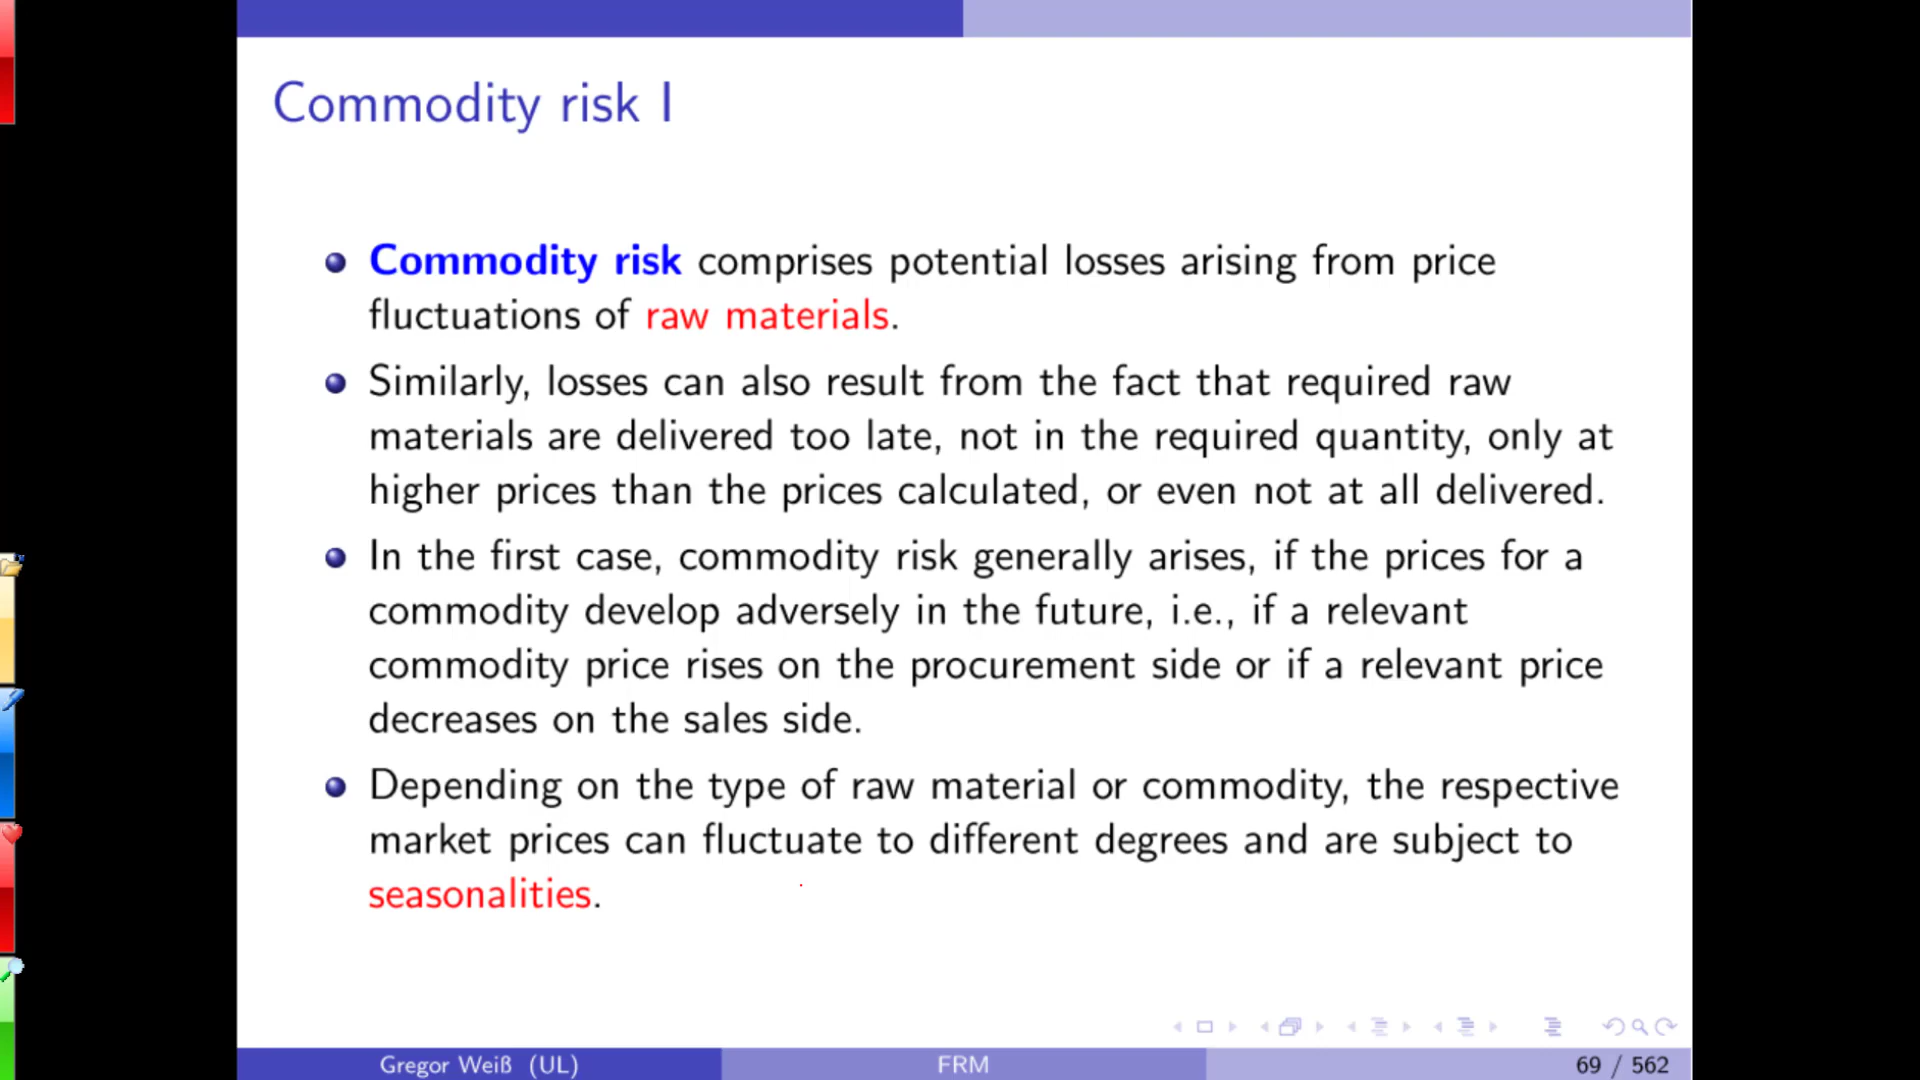 Commodity risk I
Commodity risk comprises potential losses arising from price
fluctuations of raw materials.
Similarly, losses can also result from the fact that required raw
materials are delivered too late, not in the required quantity, only at
higher prices than the prices calculated, or even not at all delivered.
In the first case, commodity risk generally arises, if the prices for a
commodity develop adversely in the future, i.e., if a relevant
commodity price rises on the procurement side or if a relevant price
decreases on the sales side.
Depending on the type of raw material or commodity, the respective
market prices can fluctuate to different degrees and are subject to
seasonalities.
Gregor Weiß (UL) FRM 69 / 562